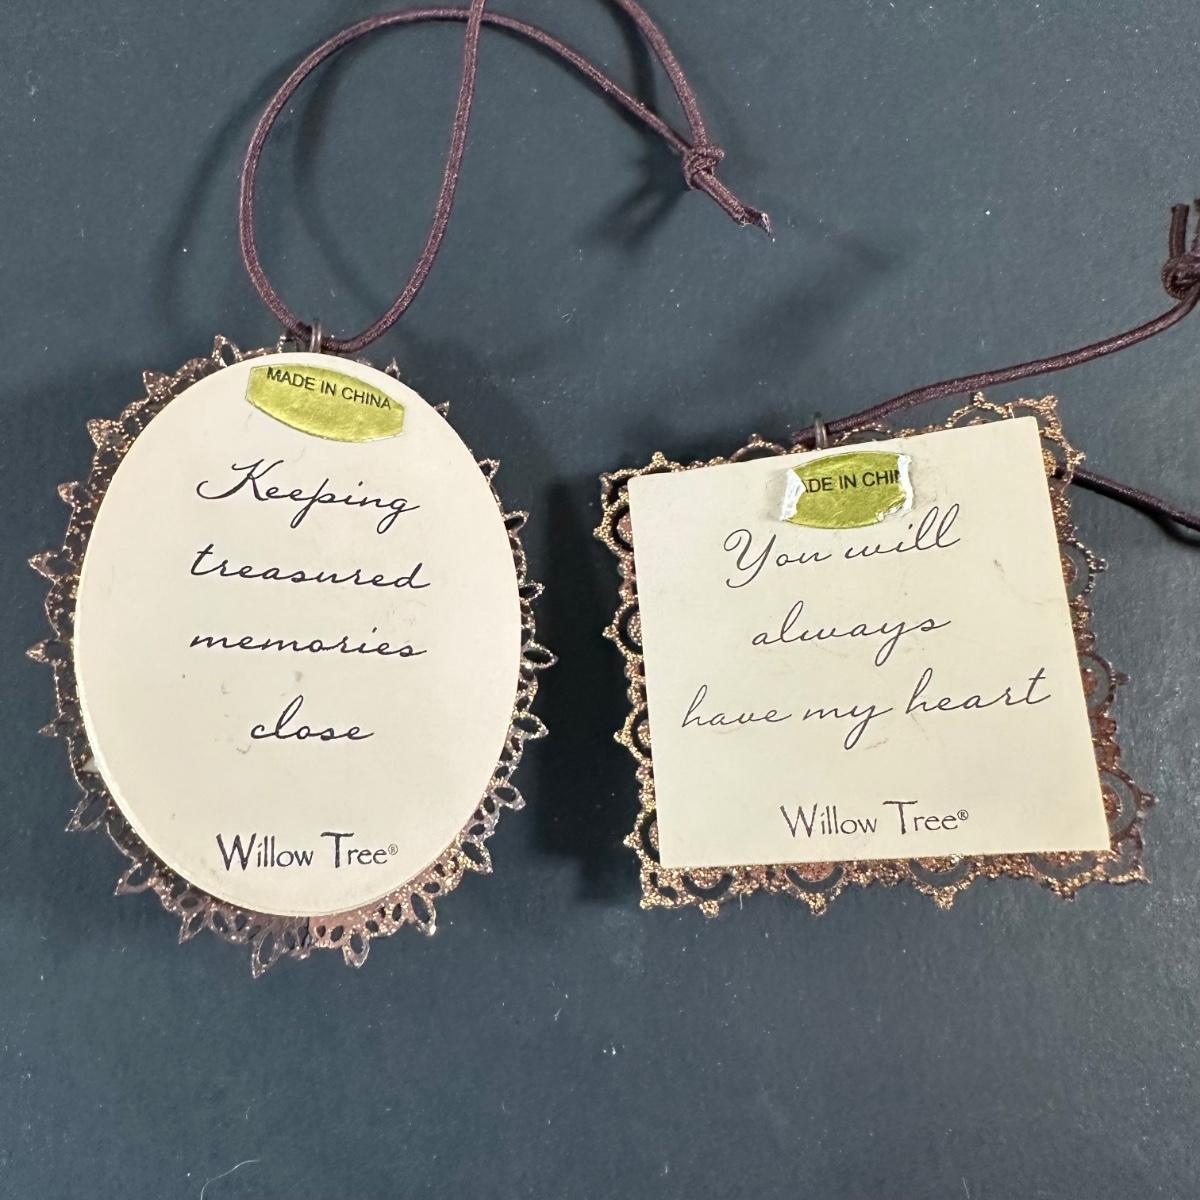 MADE IN CHINA
Keeping
treasured
memories
close
Willow Tree®
ADE IN CHIN
You will
always
have my heart
Willow Tree®